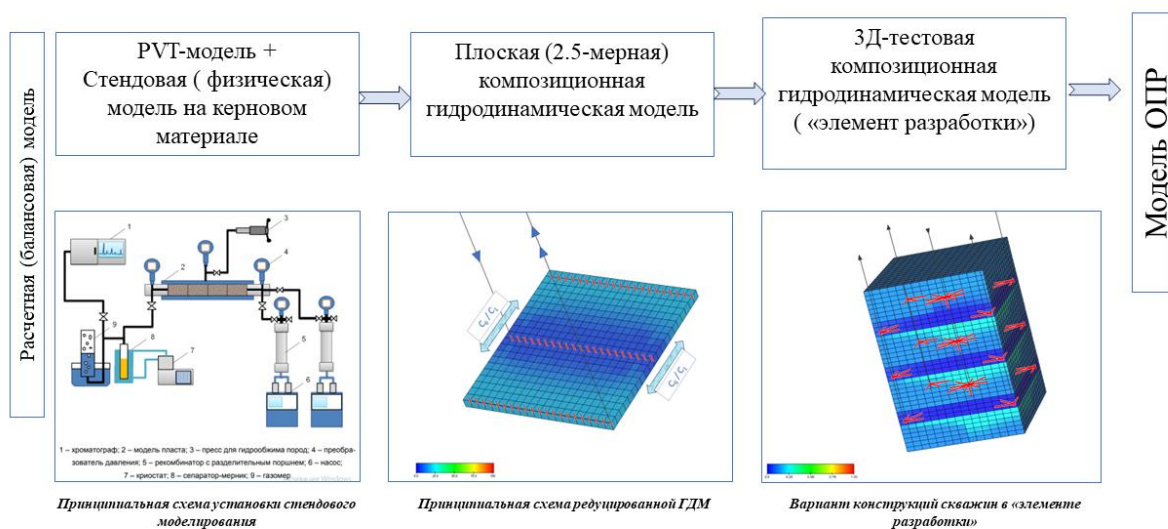 Расчетная (балансовая) модель
PVT-модель +
Стендовая ( физическая)
модель на керновом
материале
Плоская (2.5-мерная)
композиционная
гидродинамическая модель
3Д-тестовая
композиционная
гидродинамическая модель
( «элемент разработки»)
Модель ОПР
1
2
3
4
5
6
7
8
9
1 – хроматограф; 2 – модель пласта; 3 – пресс для гидрообжима пород; 4 – преобра-
зователь давления; 5 – рекомбинатор с разделительным поршнем; 6 – насос;
7 – криостат; 8 – сепаратор-мерник; 9 – газомер
Принципиальная схема установки стендового
моделирования
Принципиальная схема редуцированной ГДМ
Вариант конструкций скважин в «элементе
разработки»